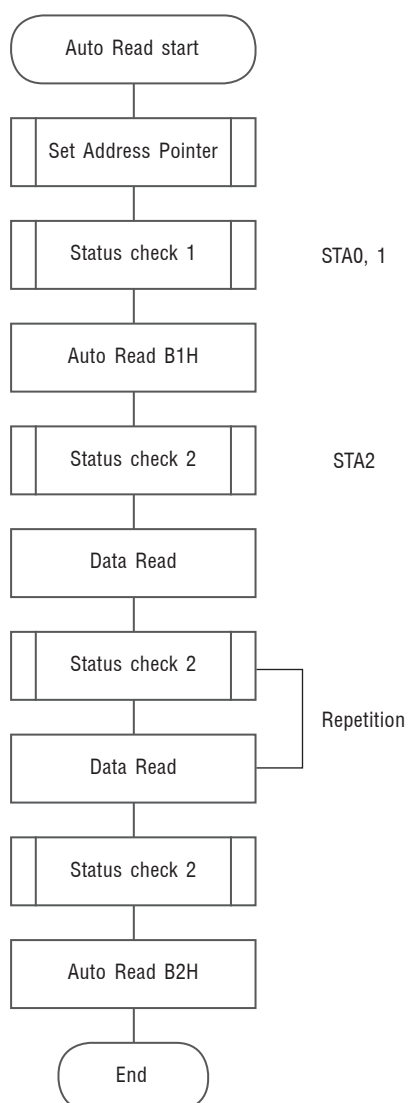 Auto Read start
Set Address Pointer
Status check 1
STA0, 1
Auto Read B1H
Status check 2
STA2
Data Read
Status check 2
Repetition
Data Read
Status check 2
Auto Read B2H
End